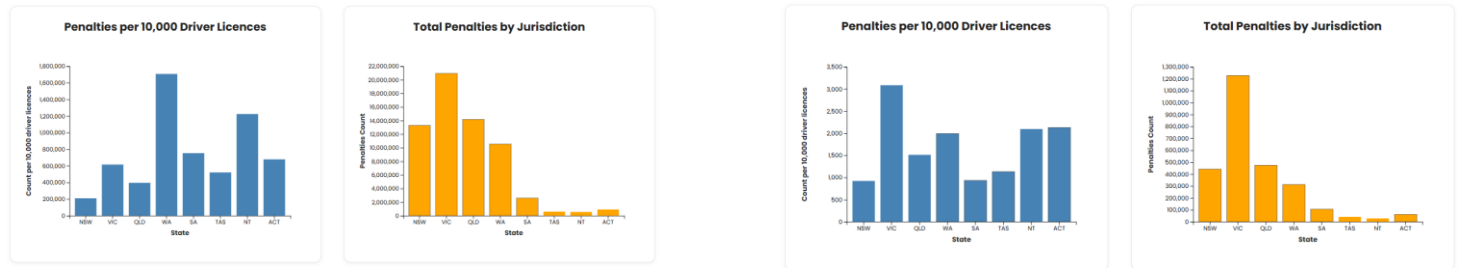 Penalties per 10,000 Driver Licences
Count per 10,000 driver licences
1,800,000
1,600,000
1,400,000
1,200,000
1,000,000
800,000
600,000
400,000
200,000
0
NSW VIC QLD WA SA TAS NT ACT
State
Total Penalties by Jurisdiction
Penalties Count
22,000,000
20,000,000
18,000,000
16,000,000
14,000,000
12,000,000
10,000,000
8,000,000
6,000,000
4,000,000
2,000,000
0
NSW VIC QLD WA SA TAS NT ACT
State
Penalties per 10,000 Driver Licences
Count per 10,000 driver licences
3,500
3,000
2,500
2,000
1,500
1,000
500
0
NSW VIC QLD WA SA TAS NT ACT
State
Total Penalties by Jurisdiction
Penalties Count
1,300,000
1,200,000
1,100,000
1,000,000
900,000
800,000
700,000
600,000
500,000
400,000
300,000
200,000
100,000
0
NSW VIC QLD WA SA TAS NT ACT
State